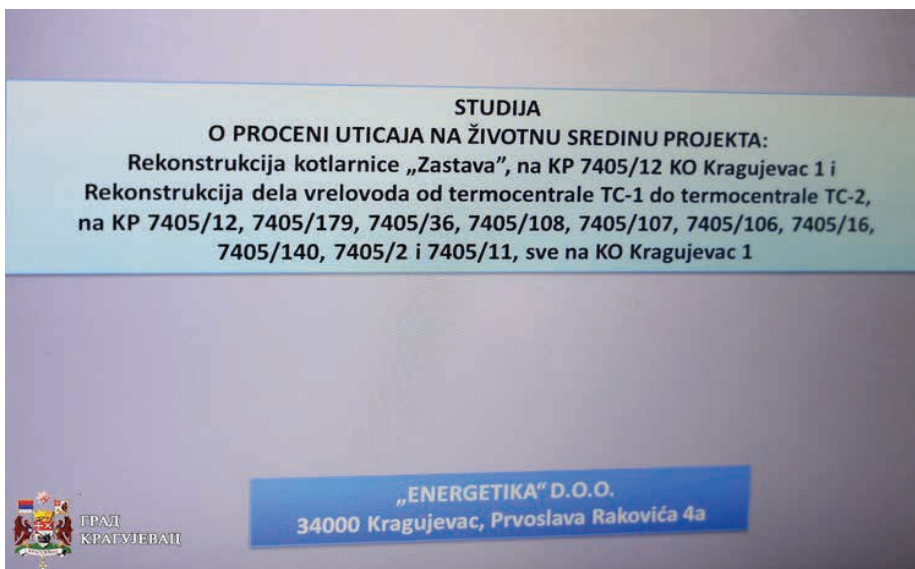 STUDIJA
O PROCENI UTICAJA NA ŽIVOTNU SREDINU PROJEKTA:
Rekonstrukcija kotlarnice „Zastava”, na KP 7405/12 KO Kragujevac 1 i
Rekonstrukcija dela vrelovoda od termocentrale TC-1 do termocentrale TC-2,
na KP 7405/12, 7405/179, 7405/36, 7405/108, 7405/107, 7405/106, 7405/16,
7405/140, 7405/2 i 7405/11, sve na KO Kragujevac 1
„ENERGETIKA“ D.O.O.
34000 Kragujevac, Prvoslava Rakovića 4a
ГРАД
КРАГУЈЕВАЦ